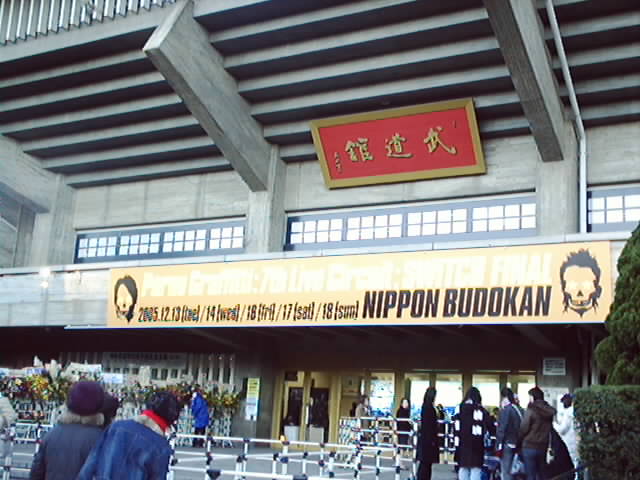 武道館
Porno Graffitti : 7th Live Circuit : SWITCH FINAL
2005.12.13 [tue] / 14 [wed] / 16 [fri] / 17 [sat] / 18 [sun] NIPPON BUDOKAN